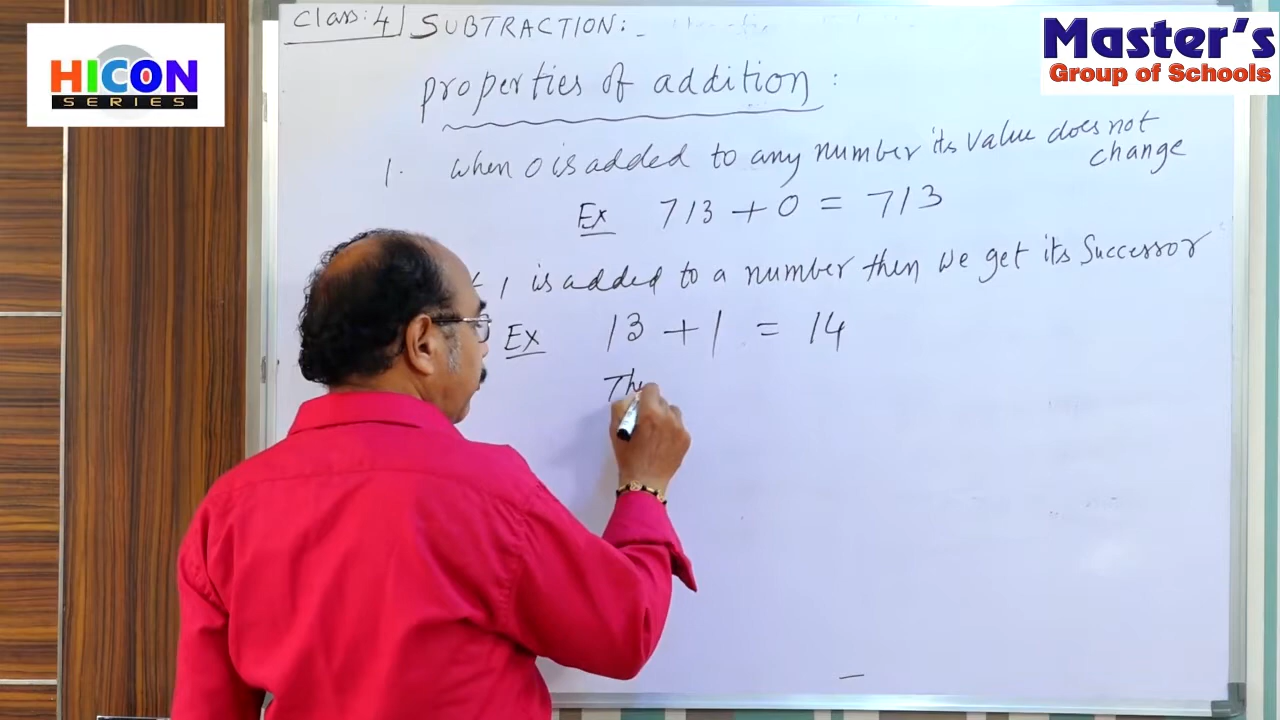 Class: 4 SUBTRACTION:-
HICON
SERIES
Master's
Group of Schools
properties of addition :
1. when 0 is added to any number its value does not
change
Ex 713 + 0 = 713
1 is added to a number then we get its Successor
Ex 13 + 1 = 14
The